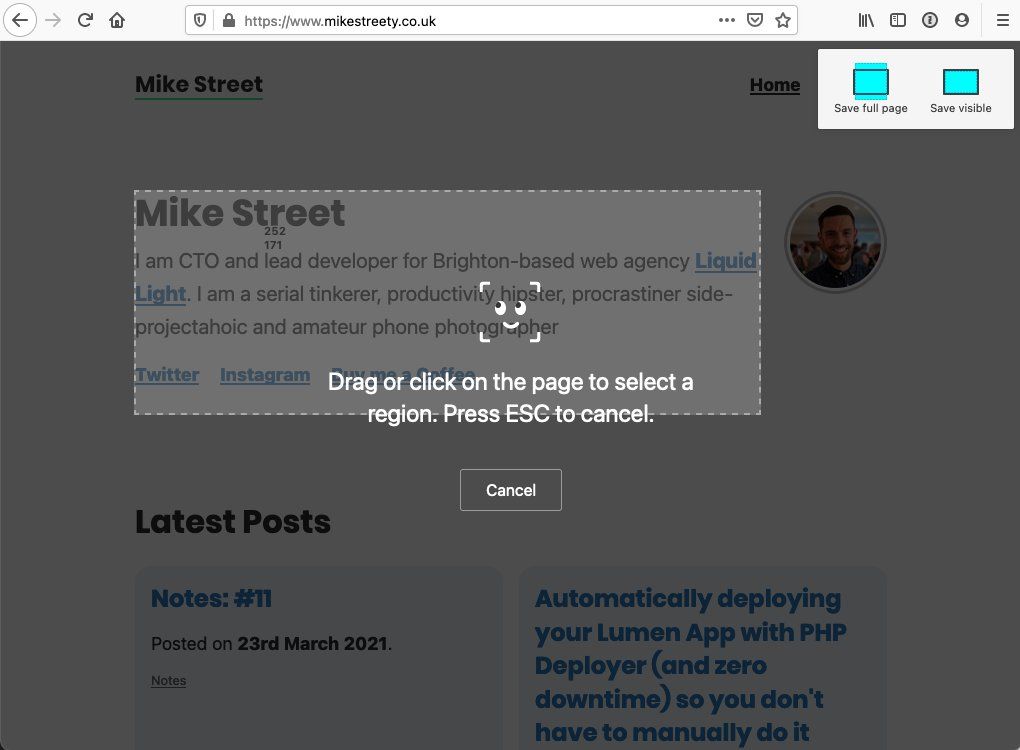 https://www.mikestreety.co.uk
Mike Street
Home
Save full page
Save visible
Mike Street
252
171
I am CTO and lead developer for Brighton-based web agency Liquid
Light. I am a serial tinkerer, productivity hipster, procrastiner side-
projectahoic and amateur phone photographer
Twitter Instagram Buy me a Coffee
Drag or click on the page to select a
region. Press ESC to cancel.
Cancel
Latest Posts
Notes: #11
Posted on 23rd March 2021.
Notes
Automatically deploying
your Lumen App with PHP
Deployer (and zero
downtime) so you don't
have to manually do it